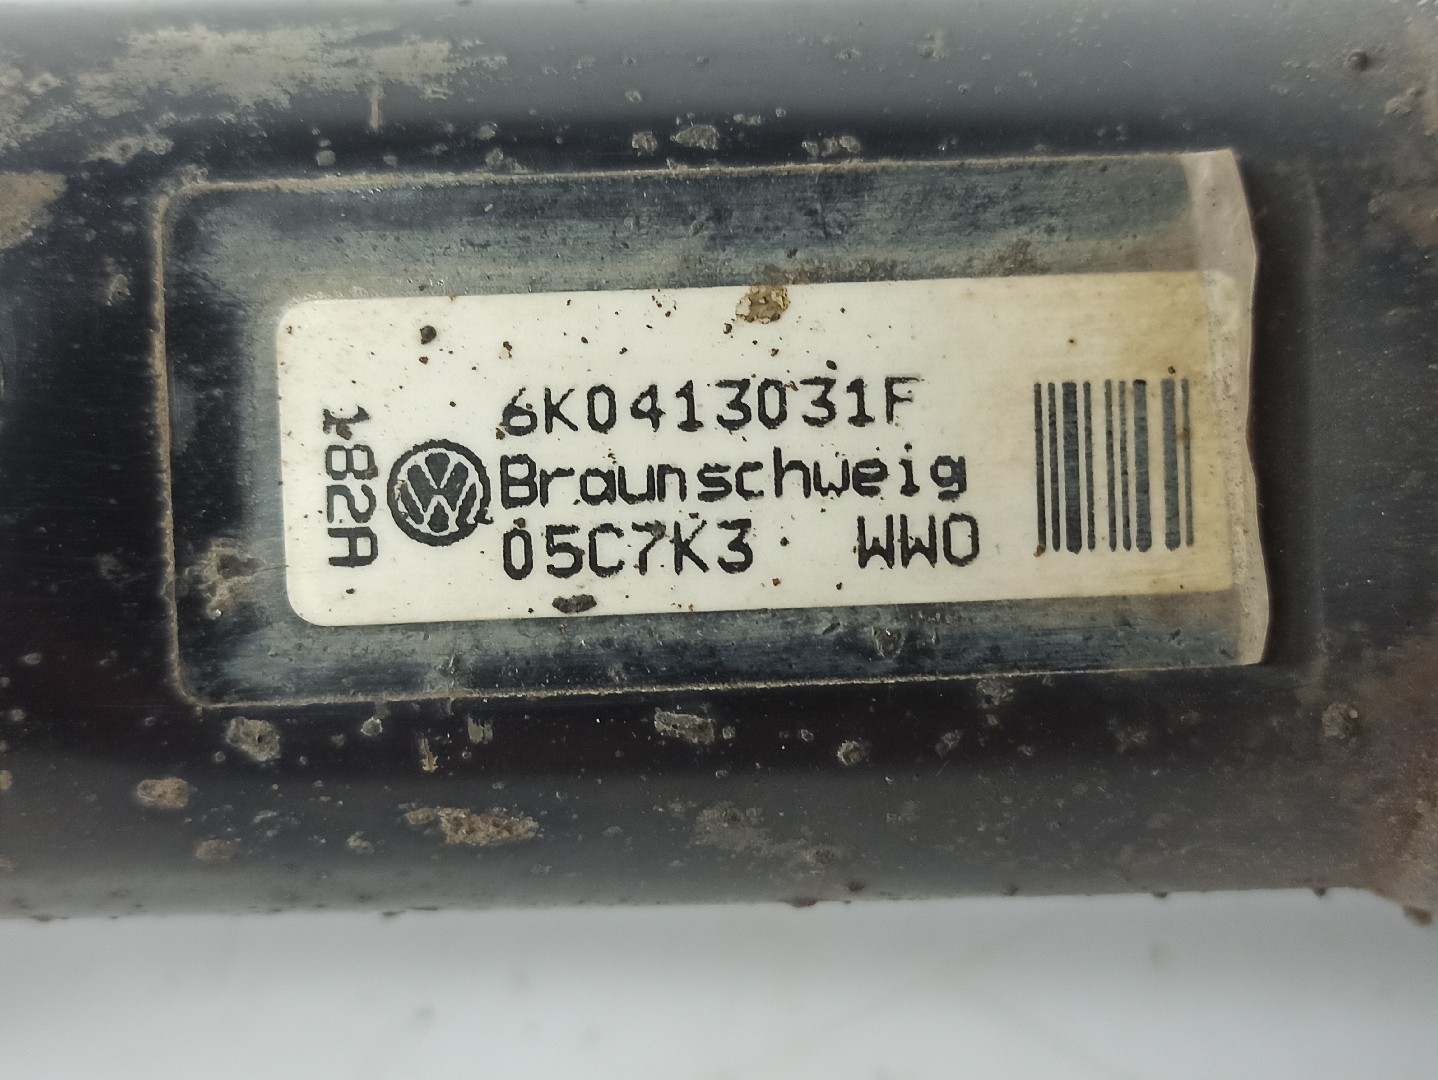 6K0413031F
Braunschweig
05C7K3 WWO
182A